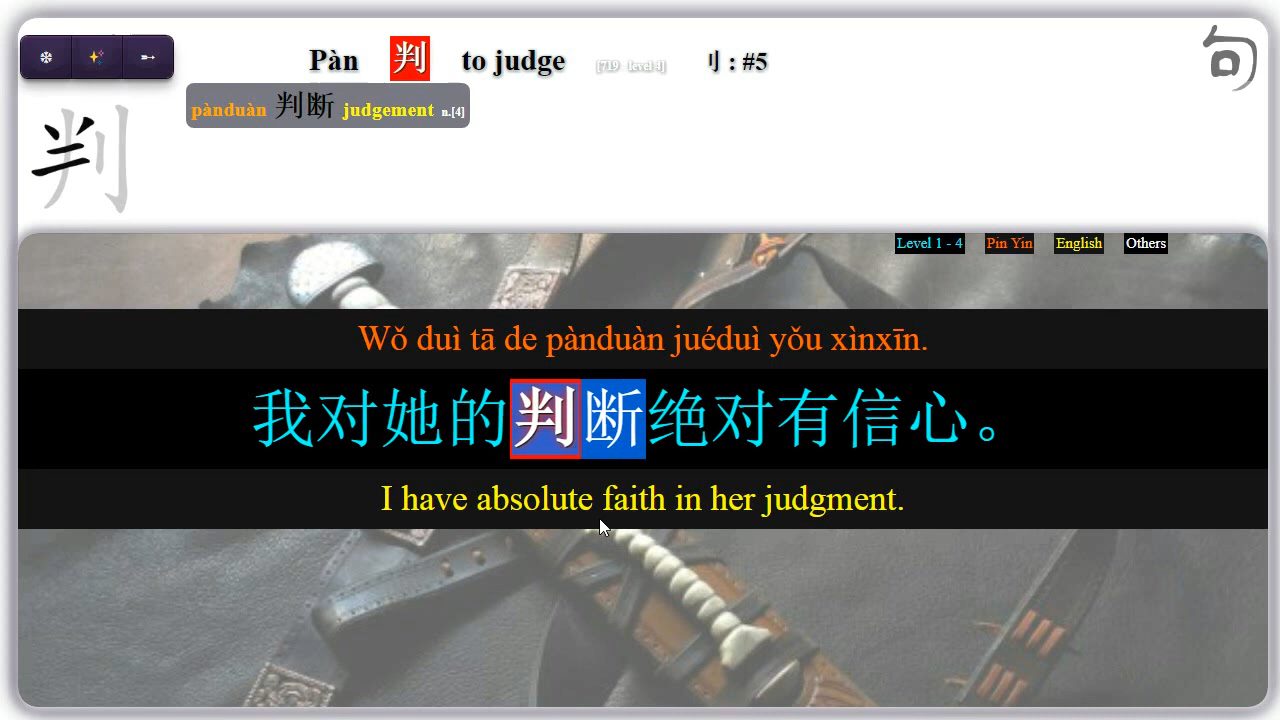 Pàn 判 to judge [719 - level 4] 刂 : #5
句
pànduàn 判断 judgement n.[4]
判
Level 1 - 4 Pin Yin English Others
Wǒ duì tā de pànduàn juéduì yǒu xìnxīn.
我对她的判断绝对有信心。
I have absolute faith in her judgment.